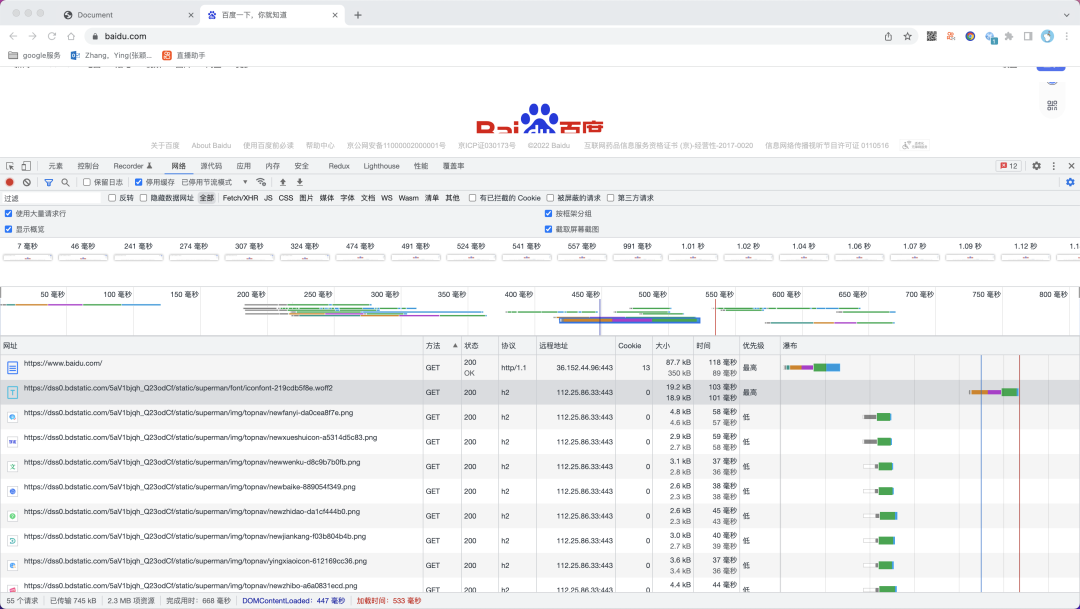 Document
百度一下，你就知道
baidu.com
google服务 Zhang，Ying(张颖... 直播助手
Bai 百度
关于百度 About Baidu 使用百度前必读 帮助中心 京公网安备11000002000001号 京ICP证030173号 ©2022 Baidu 互联网药品信息服务资格证书 (京)-经营性-2017-0020 信息网络传播视听节目许可证 0110516
元素 控制台 Recorder 网络 源代码 应用 内存 安全 Redux Lighthouse 性能 覆盖率 12
保留日志 停用缓存 已停用节流模式
过滤 反转 隐藏数据网址 全部 Fetch/XHR JS CSS 图片 媒体 字体 文档 WS Wasm 清单 其他 有已拦截的 Cookie 被屏蔽的请求 第三方请求
使用大量请求行 按框架分组
显示概览 截取屏幕截图
7 毫秒 46 毫秒 241 毫秒 274 毫秒 307 毫秒 324 毫秒 474 毫秒 491 毫秒 524 毫秒 541 毫秒 557 毫秒 991 毫秒 1.01 秒 1.02 秒 1.04 秒 1.06 秒 1.07 秒 1.09 秒 1.12 秒
50 毫秒 100 毫秒 150 毫秒 200 毫秒 250 毫秒 300 毫秒 350 毫秒 400 毫秒 450 毫秒 500 毫秒 550 毫秒 600 毫秒 650 毫秒 700 毫秒 750 毫秒 800 毫秒
网址 方法 状态 协议 远程地址 Cookie 大小 时间 优先级 瀑布
https://www.baidu.com/ GET 200 OK http/1.1 36.152.44.96:443 13 87.7 kB 350 kB 118 毫秒 89 毫秒 最高
https://dss0.bdstatic.com/5aV1bjqh_Q23odCf/static/superman/font/iconfont-219cdb5f8e.woff2 GET 200 h2 112.25.86.33:443 0 19.2 kB 18.9 kB 103 毫秒 101 毫秒 最高
https://dss0.bdstatic.com/5aV1bjqh_Q23odCf/static/superman/img/topnav/newfanyi-da0cea8f7e.png GET 200 h2 112.25.86.33:443 0 4.8 kB 4.6 kB 58 毫秒 57 毫秒 低
https://dss0.bdstatic.com/5aV1bjqh_Q23odCf/static/superman/img/topnav/newxueshuicon-a5314d5c83.png GET 200 h2 112.25.86.33:443 0 2.9 kB 2.7 kB 59 毫秒 58 毫秒 低
https://dss0.bdstatic.com/5aV1bjqh_Q23odCf/static/superman/img/topnav/newwenku-d8c9b7b0fb.png GET 200 h2 112.25.86.33:443 0 3.1 kB 2.8 kB 37 毫秒 36 毫秒 低
https://dss0.bdstatic.com/5aV1bjqh_Q23odCf/static/superman/img/topnav/newbaike-889054f349.png GET 200 h2 112.25.86.33:443 0 2.6 kB 2.3 kB 38 毫秒 38 毫秒 低
https://dss0.bdstatic.com/5aV1bjqh_Q23odCf/static/superman/img/topnav/newzhidao-da1cf444b0.png GET 200 h2 112.25.86.33:443 0 2.6 kB 2.3 kB 45 毫秒 43 毫秒 低
https://dss0.bdstatic.com/5aV1bjqh_Q23odCf/static/superman/img/topnav/newjiankang-f03b804b4b.png GET 200 h2 112.25.86.33:443 0 3.0 kB 2.7 kB 40 毫秒 39 毫秒 低
https://dss0.bdstatic.com/5aV1bjqh_Q23odCf/static/superman/img/topnav/yingxiaoicon-612169cc36.png GET 200 h2 112.25.86.33:443 0 3.6 kB 3.4 kB 37 毫秒 36 毫秒 低
https://dss0.bdstatic.com/5aV1bjqh_Q23odCf/static/superman/img/topnav/newzhibo-a6a0831ecd.png GET 200 h2 112.25.86.33:443 0 4.4 kB 44 毫秒 低
55 个请求 已传输 745 kB 2.3 MB 项资源 完成用时：668 毫秒 DOMContentLoaded：447 毫秒 加载时间：533 毫秒